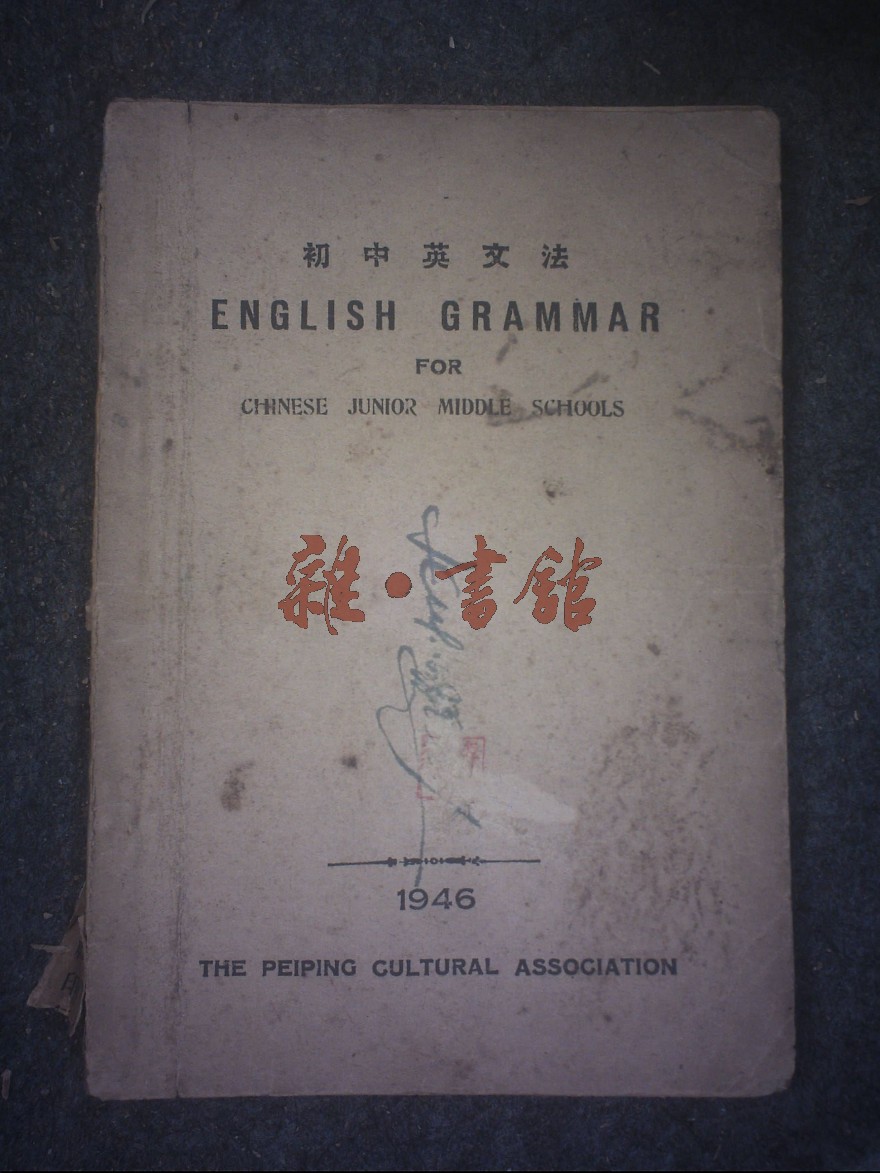 初中英文法
ENGLISH GRAMMAR
FOR
CHINESE JUNIOR MIDDLE SCHOOLS
雜·書館
1946
THE PEIPING CULTURAL ASSOCIATION